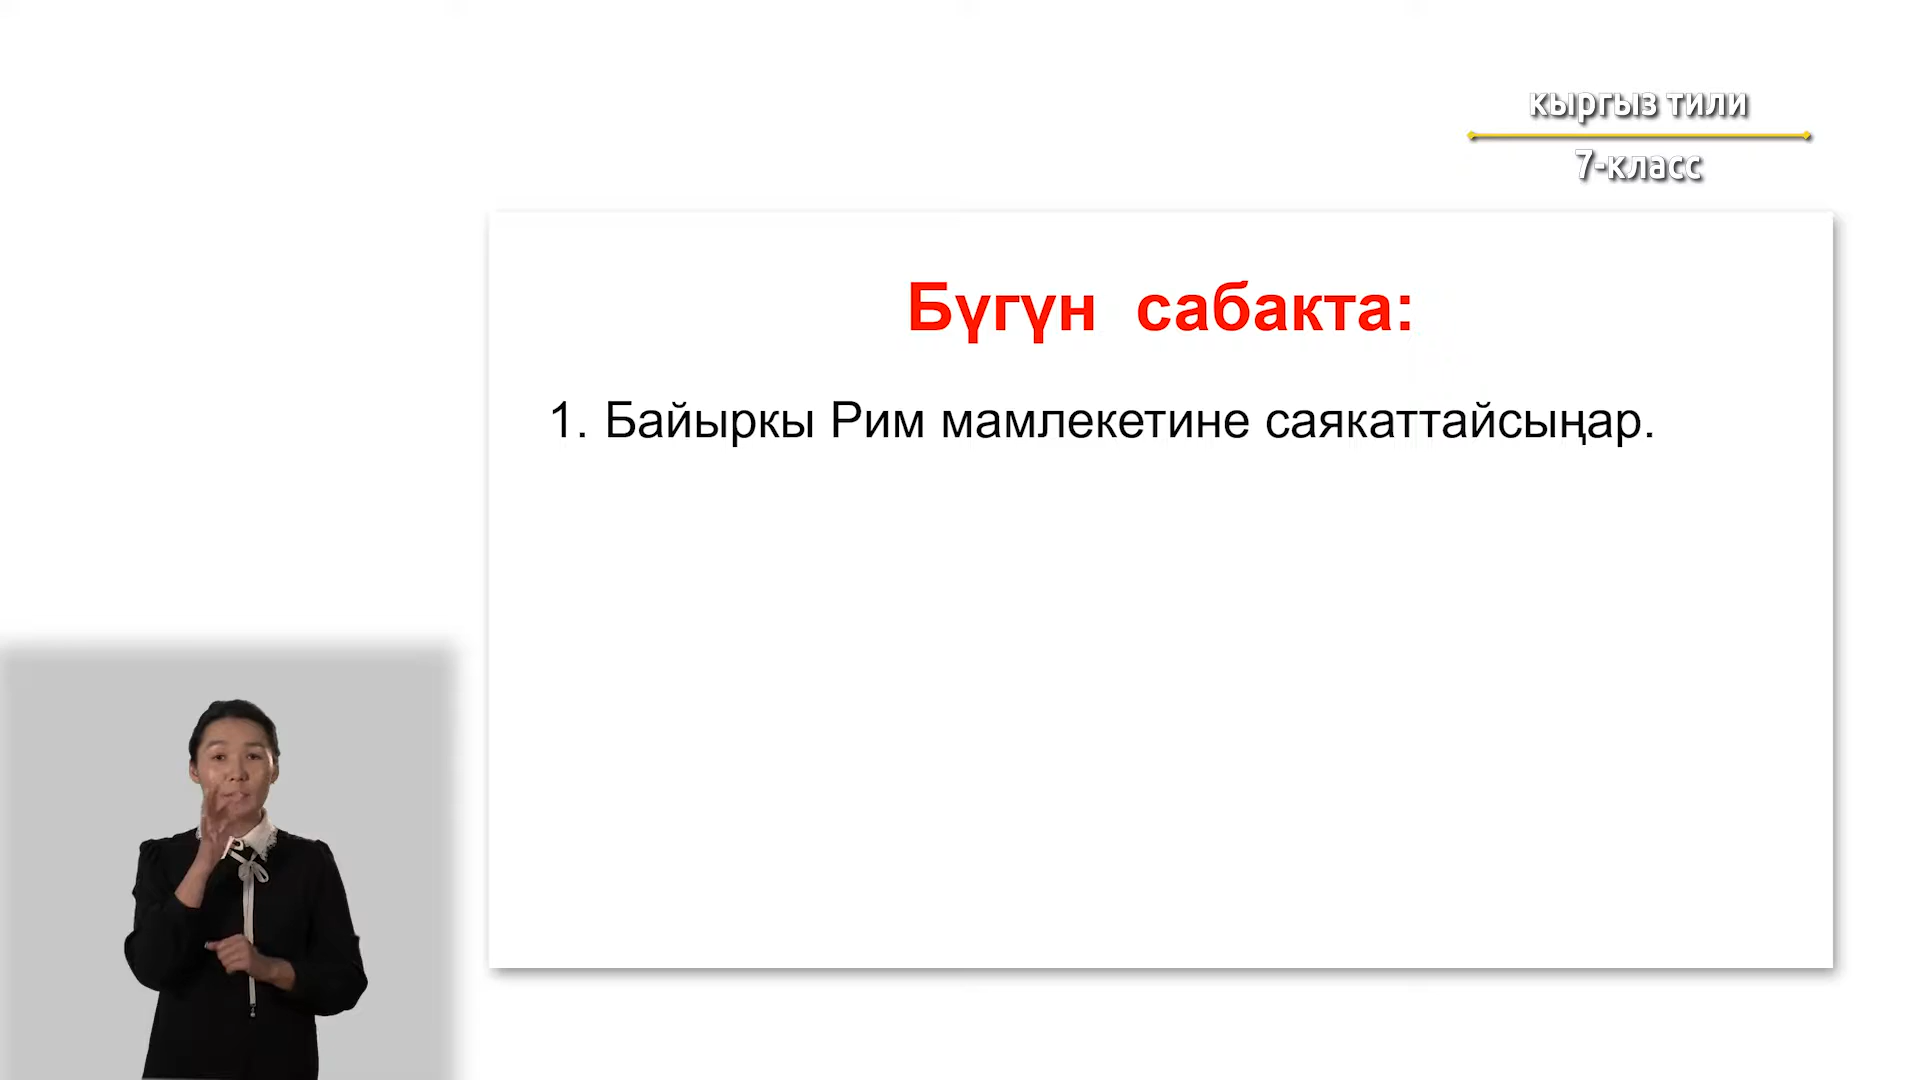 кыргыз тили
7-класс
Бүгүн сабакта:
1. Байыркы Рим мамлекетине саякаттайсыңар.